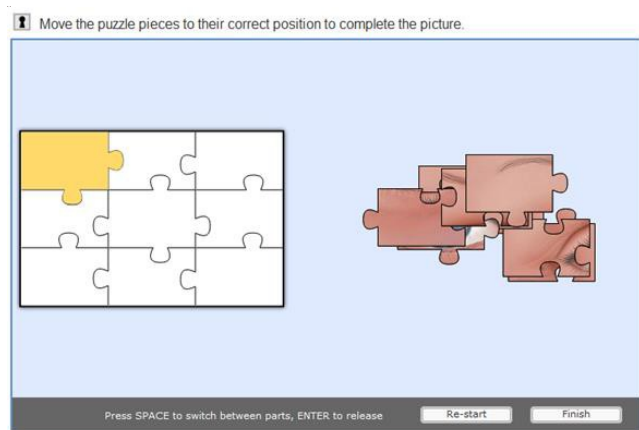 Move the puzzle pieces to their correct position to complete the picture.
Press SPACE to switch between parts, ENTER to release
Re-start
Finish